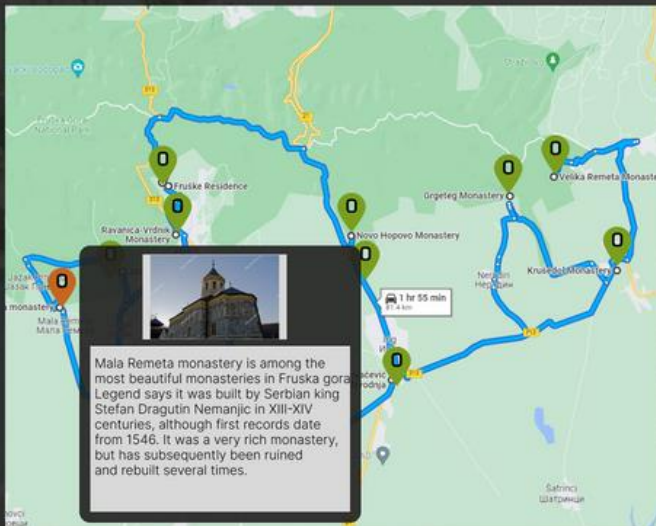 Stražilovo
Fruške Residence
Ravanica-Vrdnik
Monastery
Grgeteg Monastery
Velika Remeta Monaste
Novo Hopovo Monastery
Krušedol Monastery
Neradin
Нерадин
1 hr 55 min
81.4 km
monastery
Mala Remeta monastery is among the
most beautiful monasteries in Fruska gora
Legend says it was built by Serbian king
Stefan Dragutin Nemanjic in XIII-XIV
centuries, although first records date
from 1546. It was a very rich monastery,
but has subsequently been ruined
and rebuilt several times.
Šatrinci
Шатринци